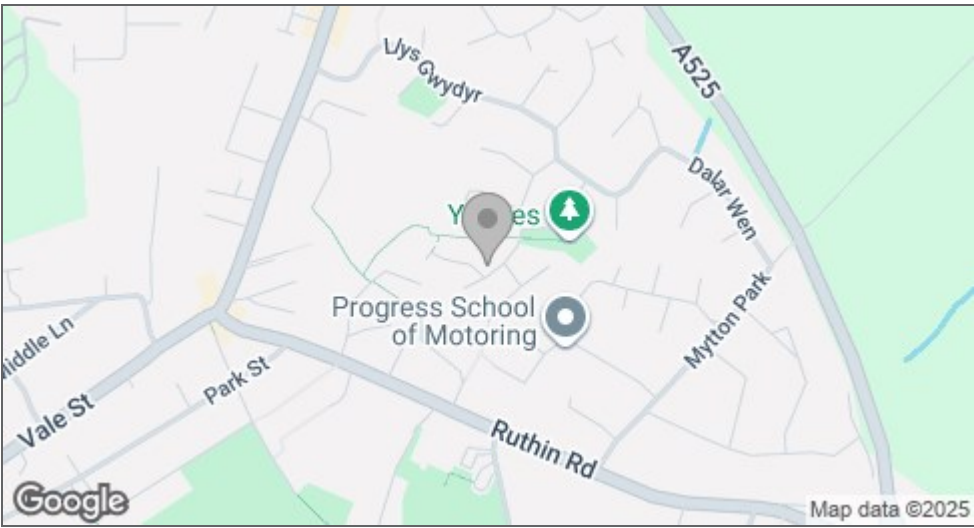 Llys Gwydyr
A525
Dalar Wen
Progress School
of Motoring
Mytton Park
Middle Ln
Park St
Vale St
Ruthin Rd
Google
Map data ©2025